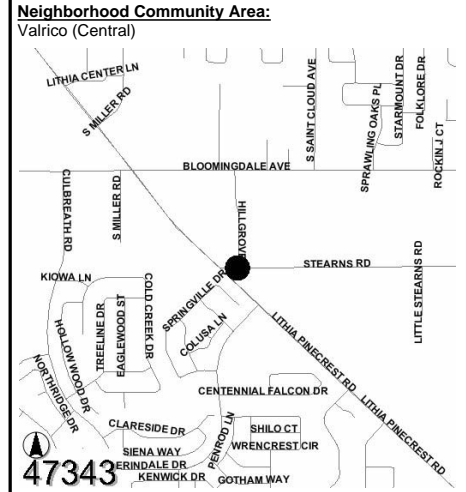 Neighborhood Community Area:
Valrico (Central)
LITHIA CENTER LN
S MILLER RD
S SAINT CLOUD AVE
SPRAWLING OAKS PL
STARMOUNT DR
FOLKLORE DR
ROCKIN J CT
BLOOMINGDALE AVE
CULBREATH RD
S MILLER RD
HILLGROVE
STEARNS RD
LITTLE STEARNS RD
KIOWA LN
SPRINGVILLE DR
COLD CREEK DR
TREELINE DR
EAGLEWOOD ST
COLUSA LN
HOLLOW WOOD DR
NORTHRIDGE DR
LITHIA PINECREST RD
CENTENNIAL FALCON DR
LITHIA PINECREST RD
CLARESIDE DR
PENROD LN
SHILO CT
SIENA WAY
WRENCREST CIR
ERINDALE DR
KENWICK DR
GOTHAM WAY
47343